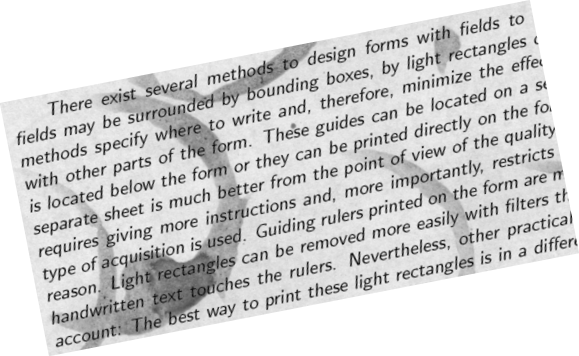 There exist several methods to design forms with fields to
fields may be surrounded by bounding boxes, by light rectangles
methods specify where to write and, therefore, minimize the
with other parts of the form. These guides can be located on a
is located below the form or they can be printed directly on the
separate sheet is much better from the point of view of the quality
requires giving more instructions and, more importantly, restricts
type of acquisition is used. Guiding rulers printed on the form are
reason. Light rectangles can be removed more easily with filters
handwritten text touches the rulers. Nevertheless, other practical
account: The best way to print these light rectangles is in a